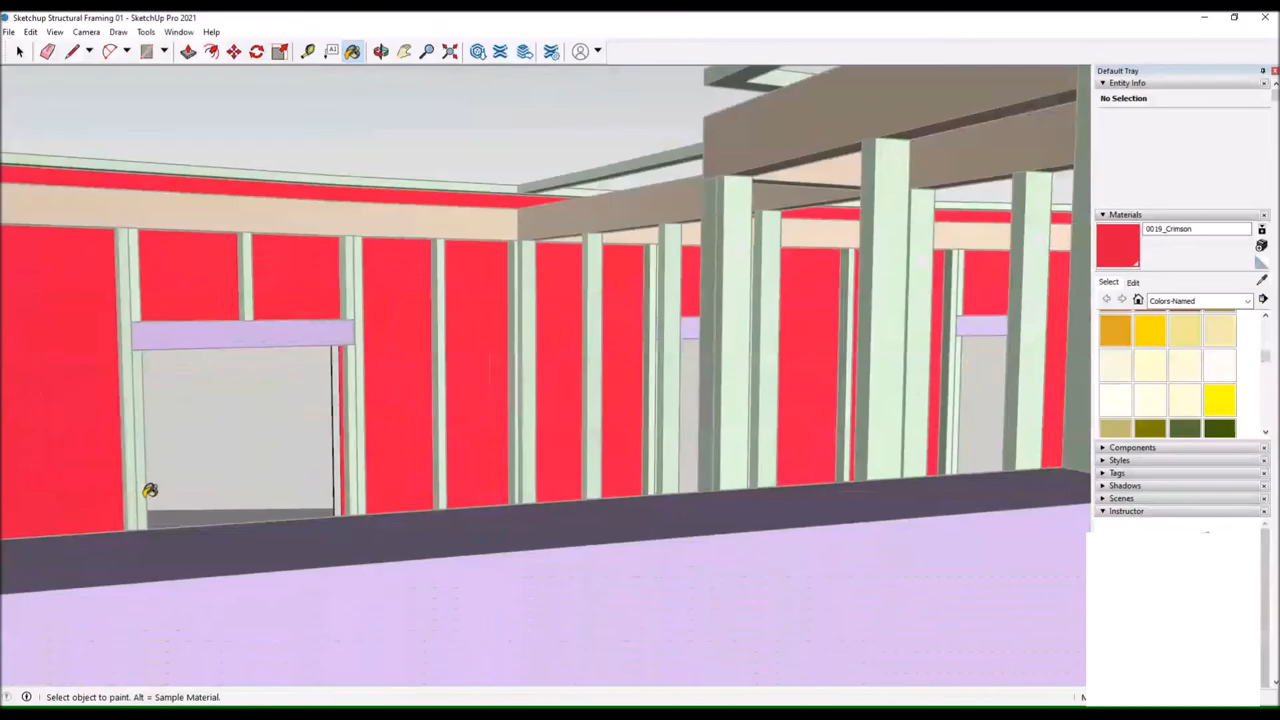 Sketchup Structural Framing 01 - SketchUp Pro 2021
File Edit View Camera Draw Tools Window Help
Default Tray
Entity Info
No Selection
Materials
0019_Crimson
Select Edit
Colors-Named
Components
Styles
Tags
Shadows
Scenes
Instructor
Select object to paint. Alt = Sample Material.